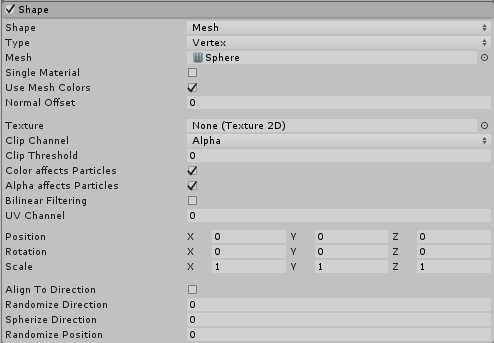 Shape
Shape Mesh
Type Vertex
Mesh Sphere
Single Material
Use Mesh Colors
Normal Offset 0
Texture None (Texture 2D)
Clip Channel Alpha
Clip Threshold 0
Color affects Particles
Alpha affects Particles
Bilinear Filtering
UV Channel 0
Position X 0 Y 0 Z 0
Rotation X 0 Y 0 Z 0
Scale X 1 Y 1 Z 1
Align To Direction
Randomize Direction 0
Spherize Direction 0
Randomize Position 0